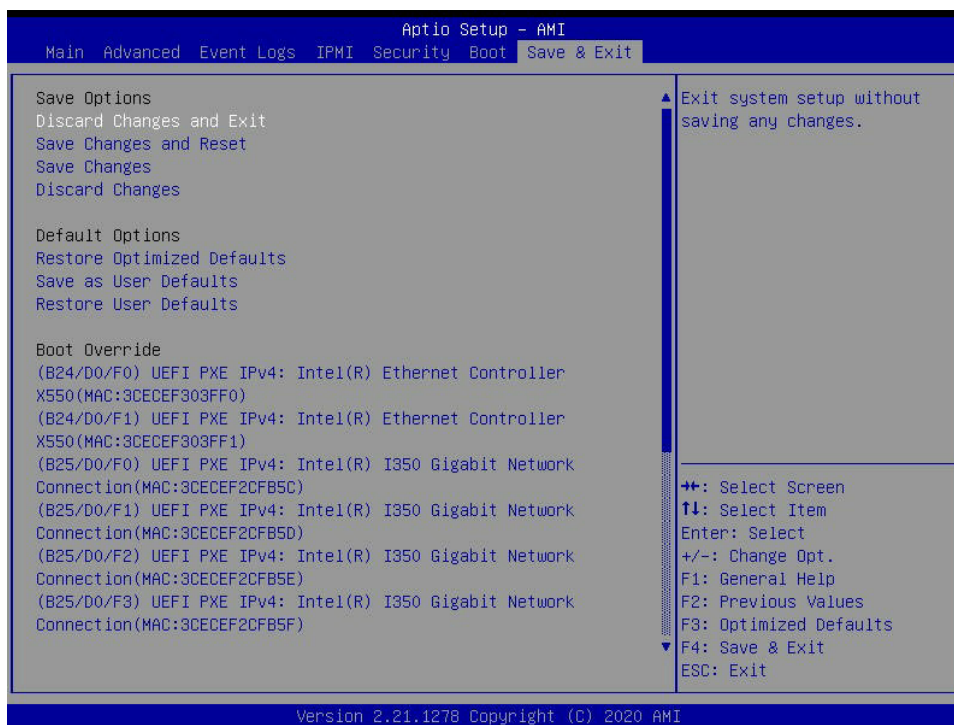 Aptio Setup – AMI
Main Advanced Event Logs IPMI Security Boot Save & Exit
Save Options
Discard Changes and Exit
Save Changes and Reset
Save Changes
Discard Changes
Default Options
Restore Optimized Defaults
Save as User Defaults
Restore User Defaults
Boot Override
(B24/D0/F0) UEFI PXE IPv4: Intel(R) Ethernet Controller
X550(MAC:3CECEF303FF0)
(B24/D0/F1) UEFI PXE IPv4: Intel(R) Ethernet Controller
X550(MAC:3CECEF303FF1)
(B25/D0/F0) UEFI PXE IPv4: Intel(R) I350 Gigabit Network
Connection(MAC:3CECEF2CFB5C)
(B25/D0/F1) UEFI PXE IPv4: Intel(R) I350 Gigabit Network
Connection(MAC:3CECEF2CFB5D)
(B25/D0/F2) UEFI PXE IPv4: Intel(R) I350 Gigabit Network
Connection(MAC:3CECEF2CFB5E)
(B25/D0/F3) UEFI PXE IPv4: Intel(R) I350 Gigabit Network
Connection(MAC:3CECEF2CFB5F)
Exit system setup without
saving any changes.
→←: Select Screen
↑↓: Select Item
Enter: Select
+/-: Change Opt.
F1: General Help
F2: Previous Values
F3: Optimized Defaults
F4: Save & Exit
ESC: Exit
Version 2.21.1278 Copyright (C) 2020 AMI